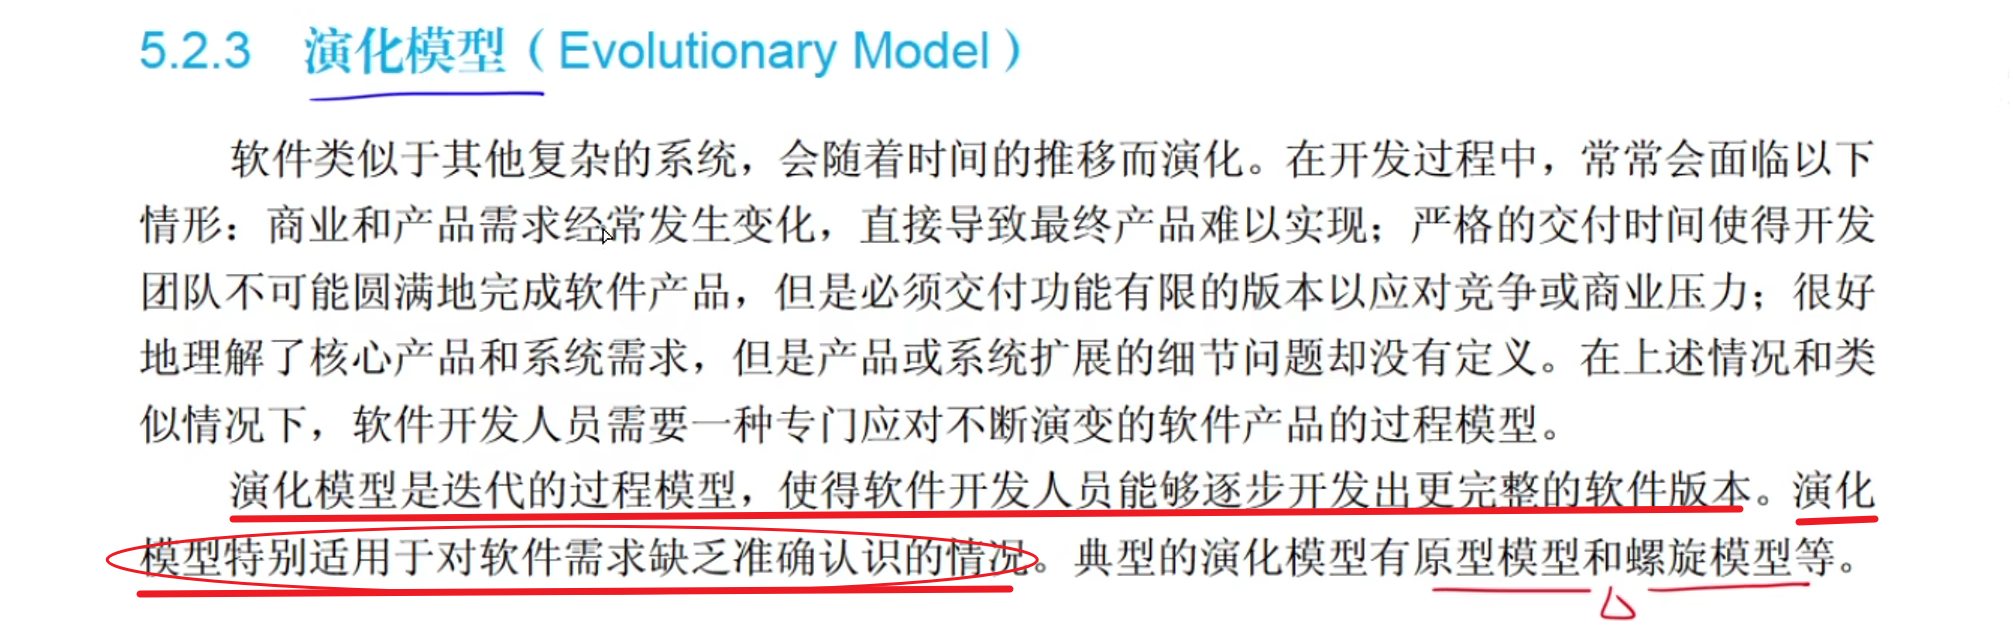 5.2.3 演化模型（Evolutionary Model）
软件类似于其他复杂的系统，会随着时间的推移而演化。在开发过程中，常常会面临以下
情形：商业和产品需求经常发生变化，直接导致最终产品难以实现；严格的交付时间使得开发
团队不可能圆满地完成软件产品，但是必须交付功能有限的版本以应对竞争或商业压力；很好
地理解了核心产品和系统需求，但是产品或系统扩展的细节问题却没有定义。在上述情况和类
似情况下，软件开发人员需要一种专门应对不断演变的软件产品的过程模型。
演化模型是迭代的过程模型，使得软件开发人员能够逐步开发出更完整的软件版本。演化
模型特别适用于对软件需求缺乏准确认识的情况。典型的演化模型有原型模型和螺旋模型等。